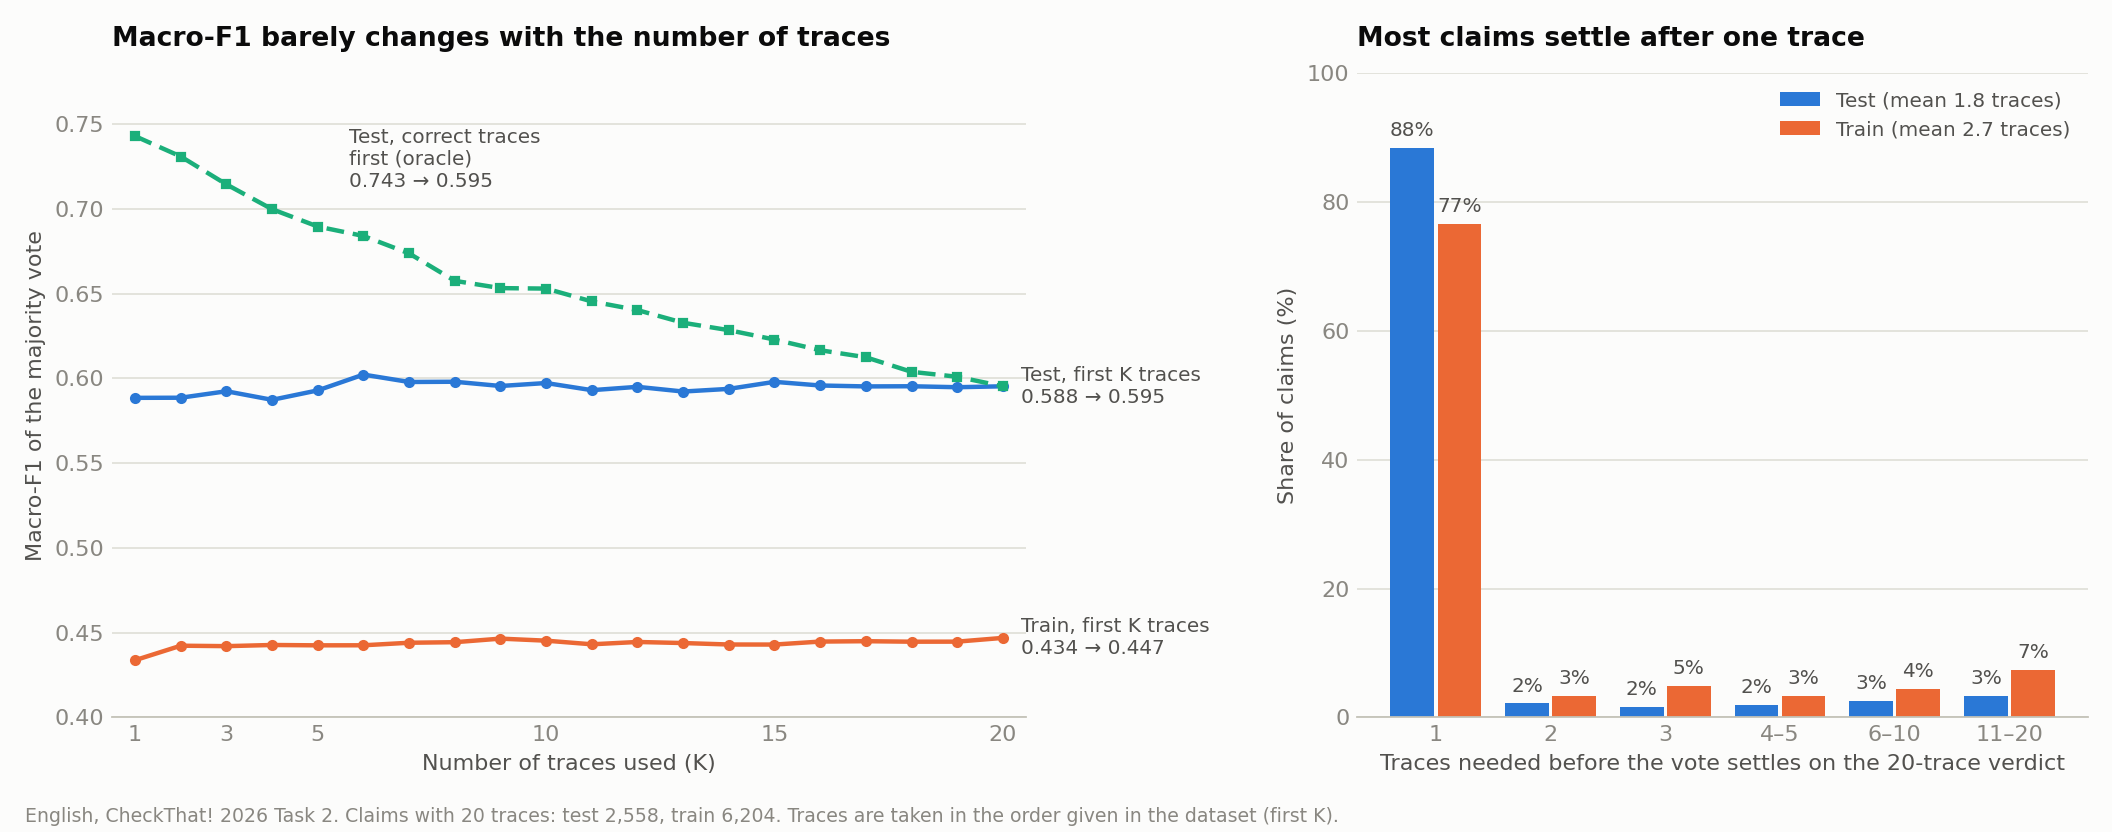 Macro-F1 barely changes with the number of traces
Macro-F1 of the majority vote
0.75
0.70
0.65
0.60
0.55
0.50
0.45
0.40
Test, correct traces
first (oracle)
0.743 → 0.595
Test, first K traces
0.588 → 0.595
Train, first K traces
0.434 → 0.447
1 3 5 10 15 20
Number of traces used (K)
Most claims settle after one trace
Share of claims (%)
100
80
60
40
20
0
Test (mean 1.8 traces)
Train (mean 2.7 traces)
88% 77% 2% 3% 2% 5% 2% 3% 3% 4% 3% 7%
1 2 3 4–5 6–10 11–20
Traces needed before the vote settles on the 20-trace verdict
English, CheckThat! 2026 Task 2. Claims with 20 traces: test 2,558, train 6,204. Traces are taken in the order given in the dataset (first K).